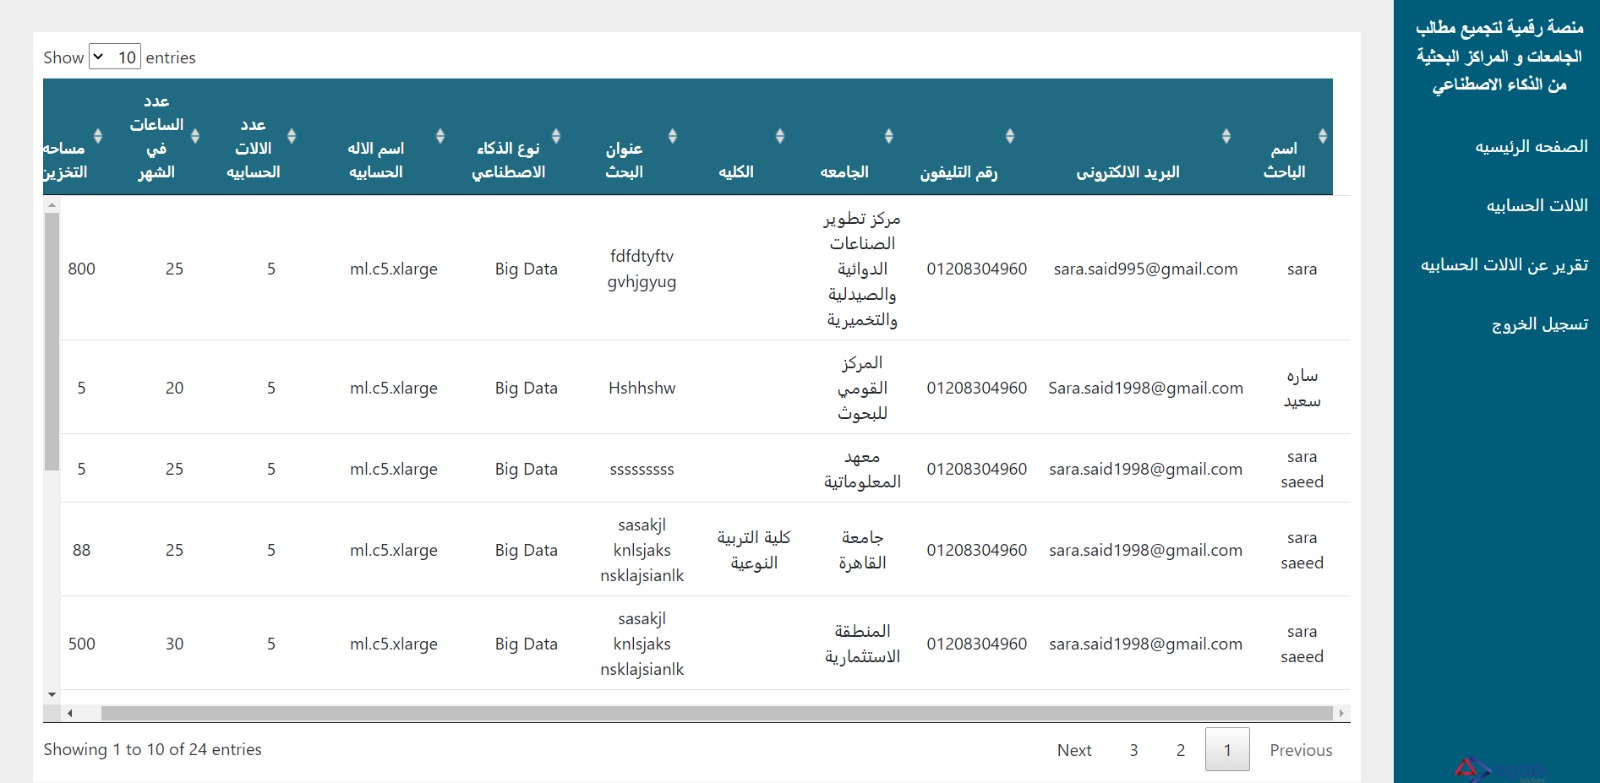 منصة رقمية لتجميع مطالب
الجامعات و المراكز البحثية
من الذكاء الاصطناعي
الصفحه الرئيسيه
الالات الحسابيه
تقرير عن الالات الحسابيه
تسجيل الخروج
Show 10 entries
اسم
الباحث
البريد الالكترونى
رقم التليفون
الجامعه
الكليه
عنوان
البحث
نوع الذكاء
الاصطناعي
اسم الاله
الحسابيه
عدد
الالات
الحسابيه
عدد
الساعات
في
الشهر
مساحه
التخزين
sara
sara.said995@gmail.com
01208304960
مركز تطوير
الصناعات
الدوائية
والصيدلية
والتخميرية
fdfdtyftv
gvhjgyug
Big Data
ml.c5.xlarge
5
25
800
ساره
سعيد
Sara.said1998@gmail.com
01208304960
المركز
القومي
للبحوث
Hshhshw
Big Data
ml.c5.xlarge
5
20
5
sara
saeed
sara.said1998@gmail.com
01208304960
معهد
المعلوماتية
sssssssss
Big Data
ml.c5.xlarge
5
25
5
sara
saeed
sara.said1998@gmail.com
01208304960
جامعة
القاهرة
كلية التربية
النوعية
sasakjl
knlsjaks
nsklajsianlk
Big Data
ml.c5.xlarge
5
25
88
sara
saeed
sara.said1998@gmail.com
01208304960
المنطقة
الاستثمارية
sasakjl
knlsjaks
nsklajsianlk
Big Data
ml.c5.xlarge
5
30
500
Showing 1 to 10 of 24 entries
Next 3 2 1 Previous